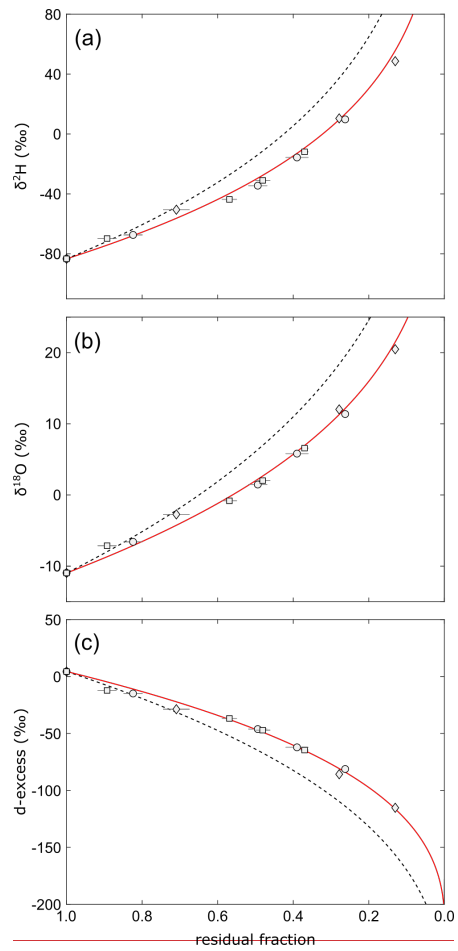 80
(a)
40
0
-40
-80
δ²H (‰)
(b)
20
10
0
-10
δ¹⁸O (‰)
50
(c)
0
-50
-100
-150
-200
d-excess (‰)
1.0 0.8 0.6 0.4 0.2 0.0
residual fraction